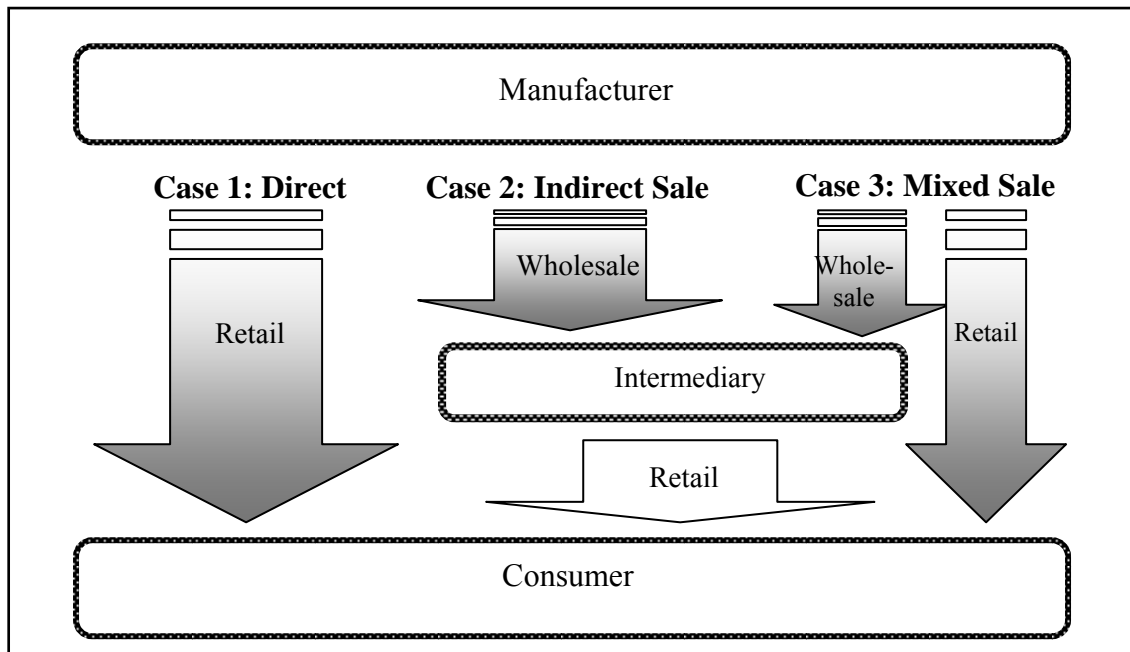 Manufacturer
Case 1: Direct
Case 2: Indirect Sale
Case 3: Mixed Sale
Retail
Wholesale
Whole-
sale
Retail
Intermediary
Retail
Consumer